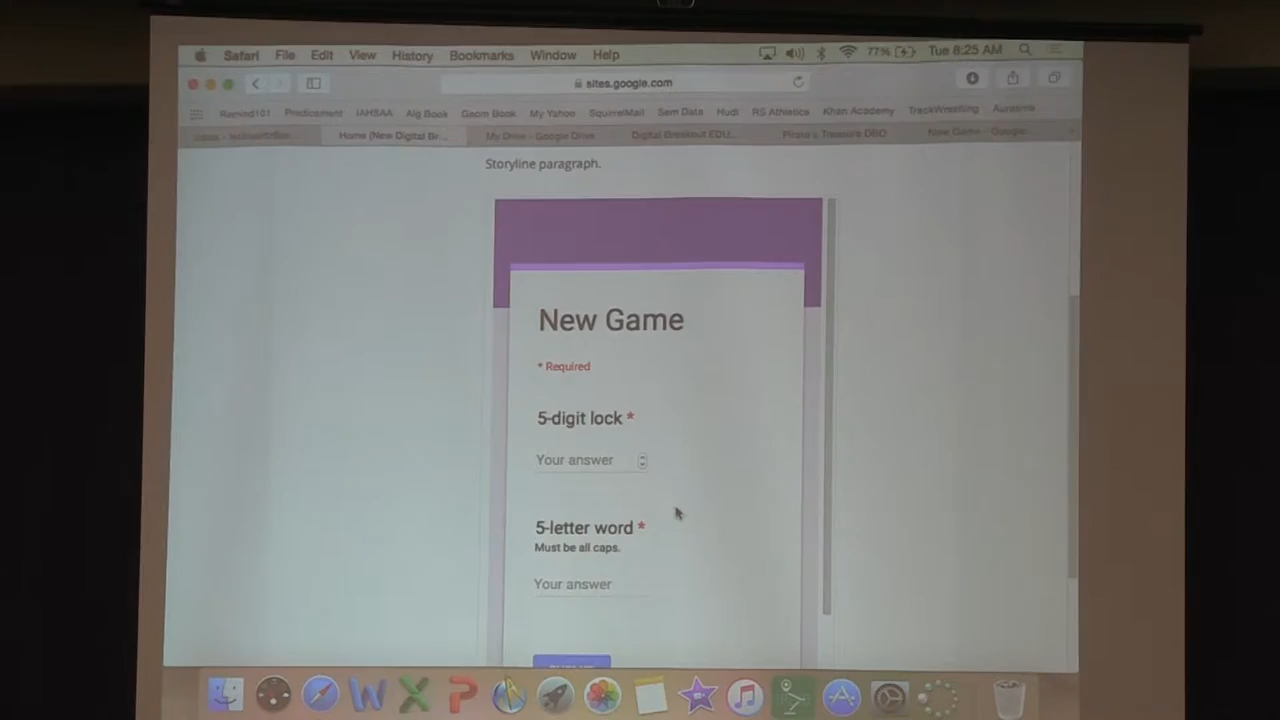 Safari File Edit View History Bookmarks Window Help 77% Tue 8:25 AM
sites.google.com
Remind101 Predicament IAHSAA Alg Book Geom Book My Yahoo SquirrelMail Sem Data Hudl RS Athletics Khan Academy TrackWrestling Aurasma
Home (New Digital Br... My Drive - Google Drive Digital Breakout EDU... Pirate's Treasure DBO New Game - Google
Storyline paragraph.
New Game
* Required
5-digit lock *
Your answer
5-letter word *
Must be all caps.
Your answer